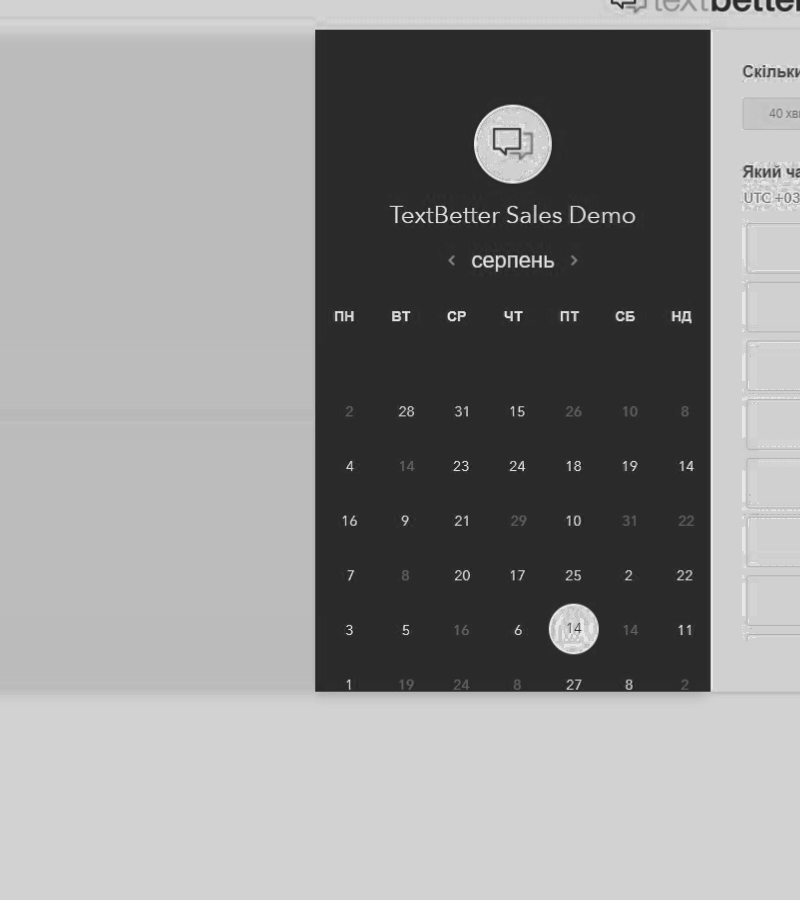 textbette
Скільки
40 хв
Який ча
UTC +03
TextBetter Sales Demo
серпень
ПН ВТ СР ЧТ ПТ СБ НД
2 28 31 15 26 10 8
4 14 23 24 18 19 14
16 9 21 29 10 31 22
7 8 20 17 25 2 22
3 5 16 6 14 14 11
1 19 24 8 27 8 2